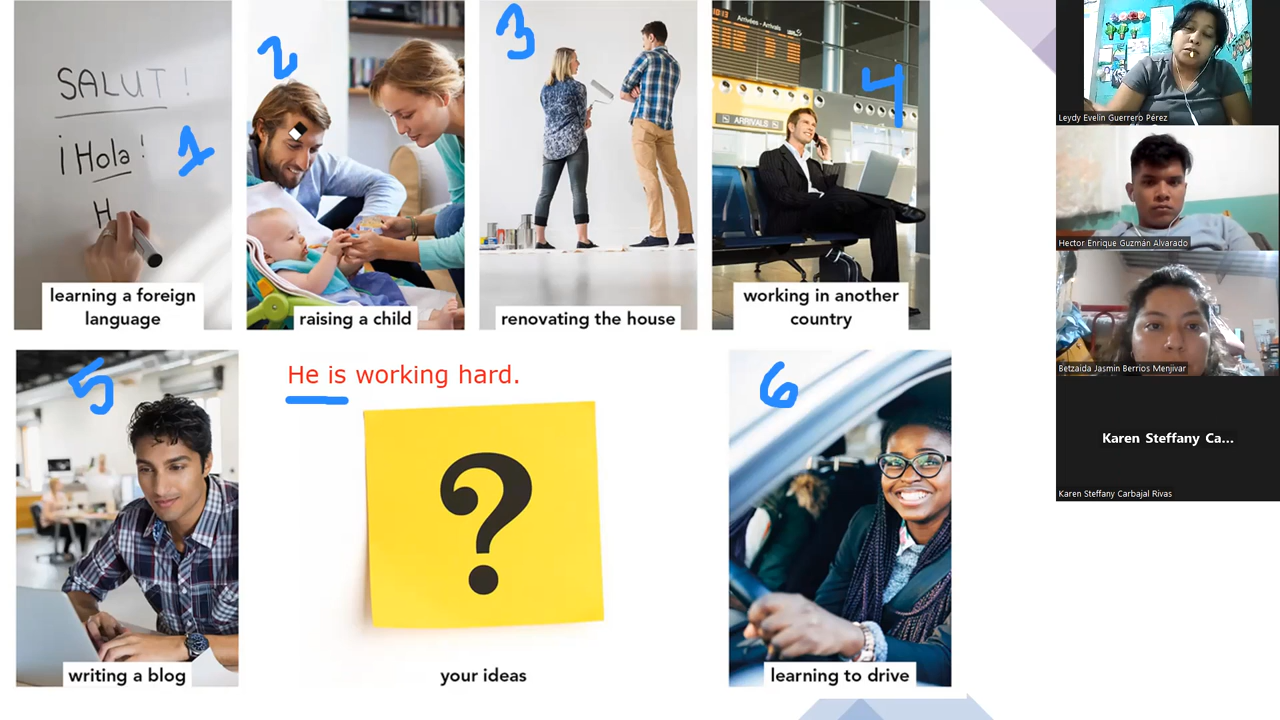 SALUT!
¡Hola!
H
1
learning a foreign
language
2
raising a child
3
renovating the house
Arrivées - Arrivals
ARRIVALS
4
working in another
country
5
writing a blog
He is working hard.
?
your ideas
6
learning to drive
Leydy Evelin Guerrero Pérez
Hector Enrique Guzmán Alvarado
Betzaida Jasmin Berrios Menjivar
Karen Steffany Ca...
Karen Steffany Carbajal Rivas